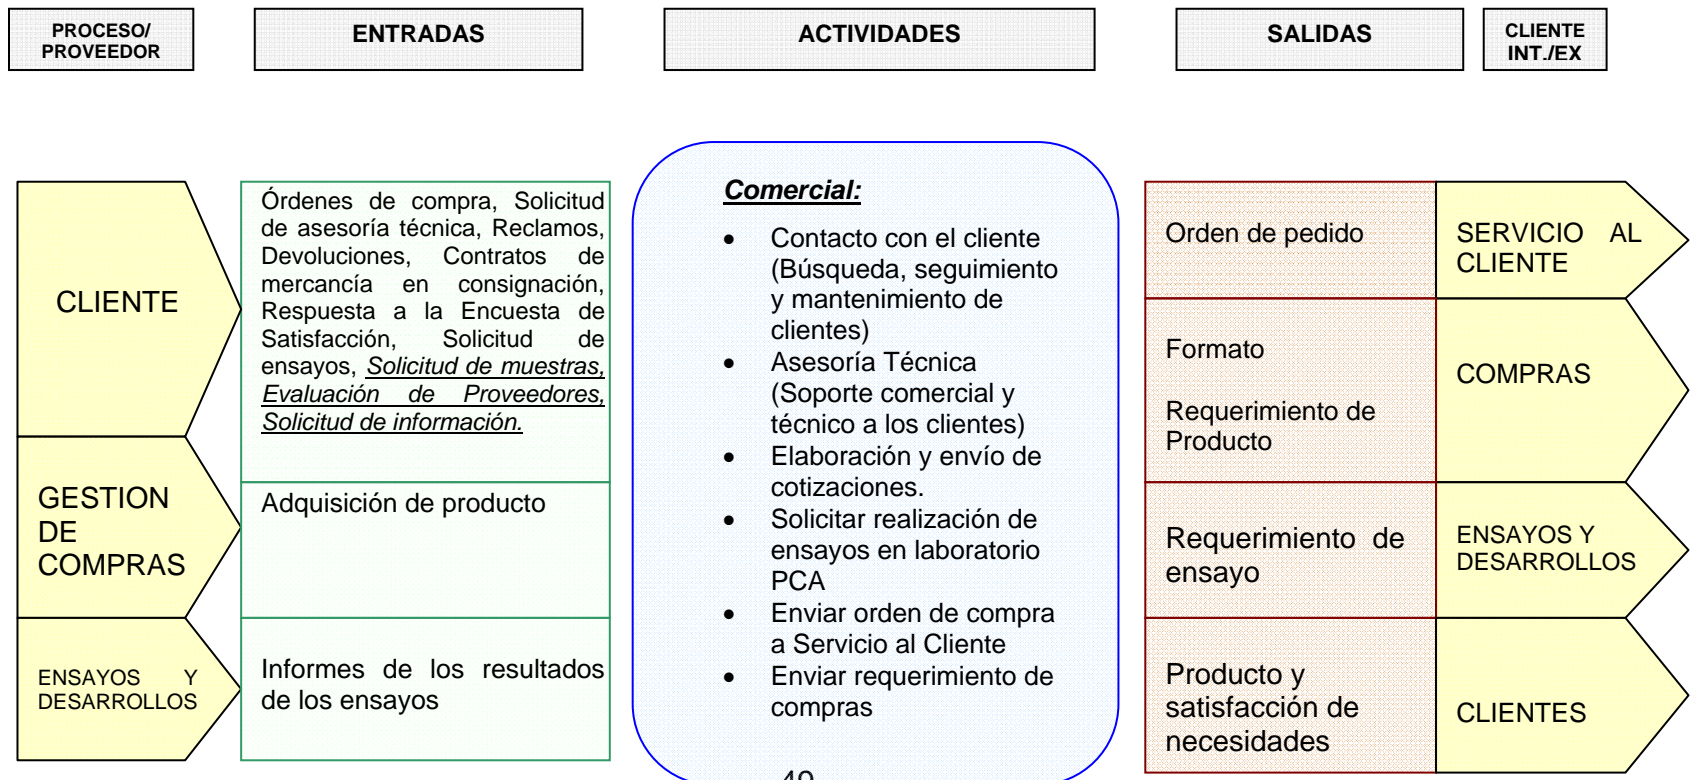 PROCESO/
PROVEEDOR
ENTRADAS
ACTIVIDADES
SALIDAS
CLIENTE
INT./EX
CLIENTE
Órdenes de compra, Solicitud
de asesoría técnica, Reclamos,
Devoluciones, Contratos de
mercancía en consignación,
Respuesta a la Encuesta de
Satisfacción, Solicitud de
ensayos, Solicitud de muestras,
Evaluación de Proveedores,
Solicitud de información.
GESTION
DE
COMPRAS
Adquisición de producto
ENSAYOS Y
DESARROLLOS
Informes de los resultados
de los ensayos
Comercial:
• Contacto con el cliente
(Búsqueda, seguimiento
y mantenimiento de
clientes)
• Asesoría Técnica
(Soporte comercial y
técnico a los clientes)
• Elaboración y envío de
cotizaciones.
• Solicitar realización de
ensayos en laboratorio
PCA
• Enviar orden de compra
a Servicio al Cliente
• Enviar requerimiento de
compras
Orden de pedido
SERVICIO AL
CLIENTE
Formato
Requerimiento de
Producto
COMPRAS
Requerimiento de
ensayo
ENSAYOS Y
DESARROLLOS
Producto y
satisfacción de
necesidades
CLIENTES